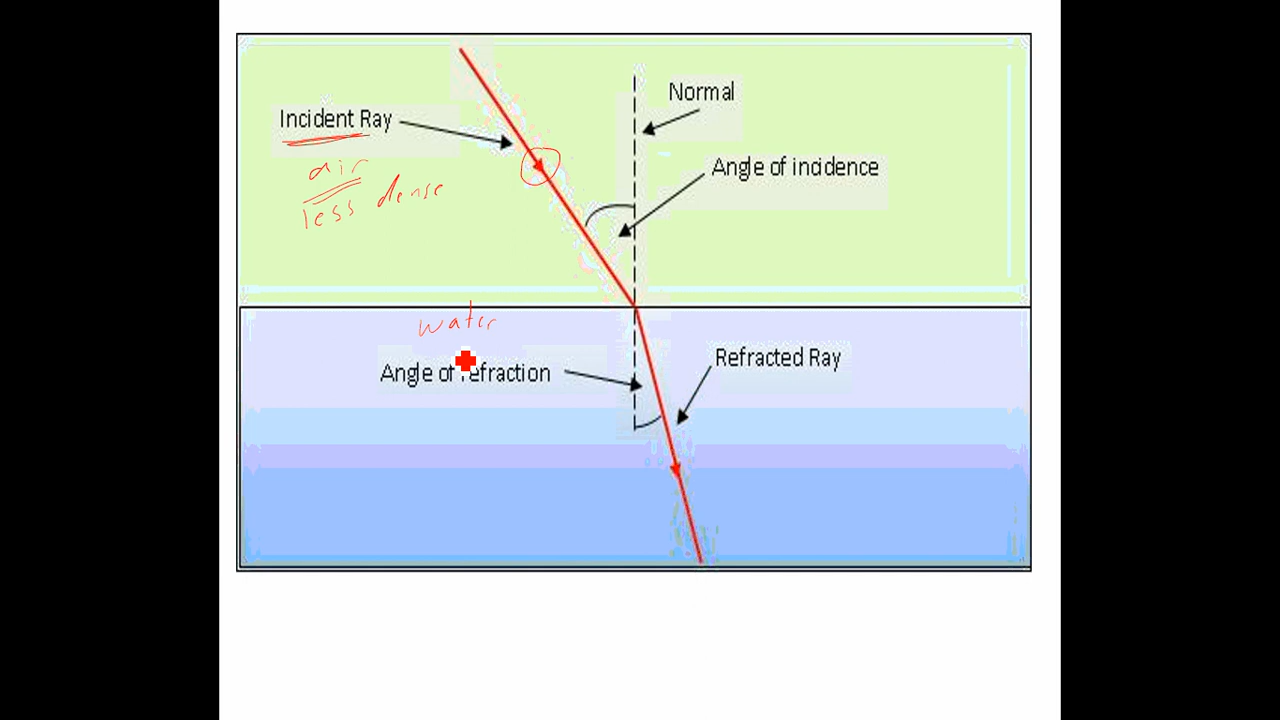 Normal
Incident Ray
Angle of incidence
air
less dense
water
Refracted Ray
Angle of refraction